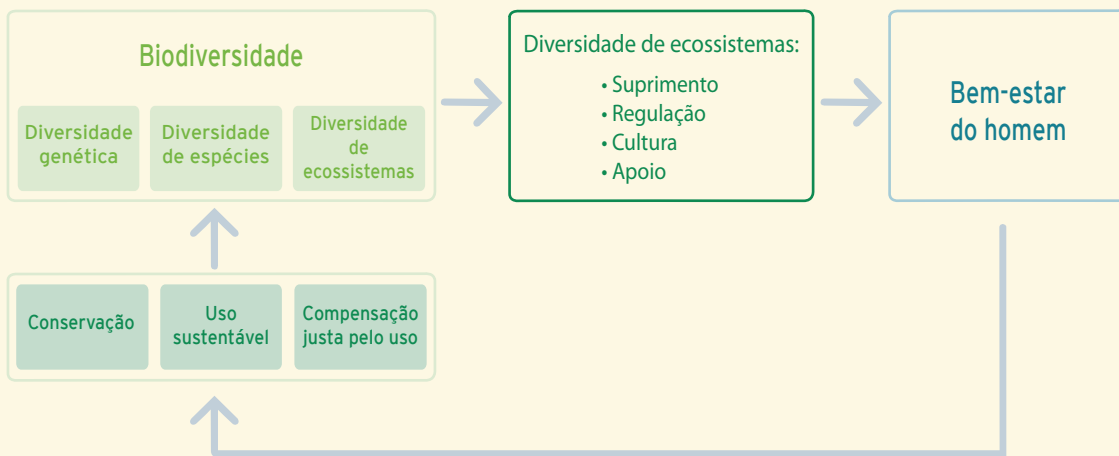 Biodiversidade
Diversidade
genética
Diversidade
de espécies
Diversidade
de
ecossistemas
Diversidade de ecossistemas:
• Suprimento
• Regulação
• Cultura
• Apoio
Bem-estar
do homem
Conservação
Uso
sustentável
Compensação
justa pelo uso